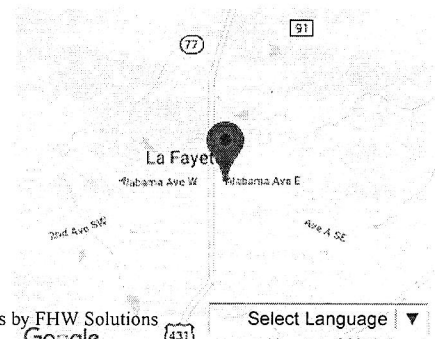 91
77
La Fayet
Alabama Ave W
Alabama Ave E
2nd Ave SW
Ave A SE
s by FHW Solutions
Select Language ▼
Google
431